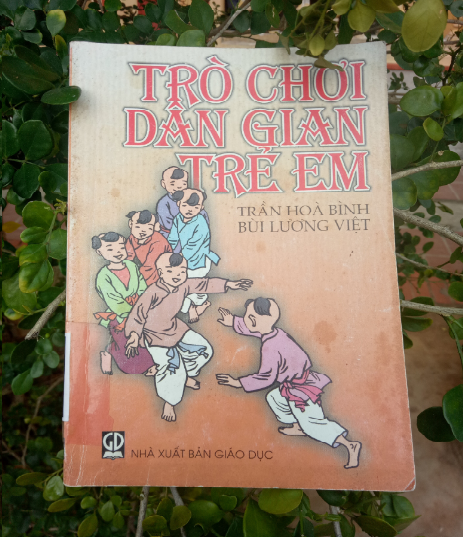 TRÒ CHƠI
DÂN GIAN
TRẺ EM
TRẦN HOÀ BÌNH
BÙI LƯƠNG VIỆT
GD
NHÀ XUẤT BẢN GIÁO DỤC